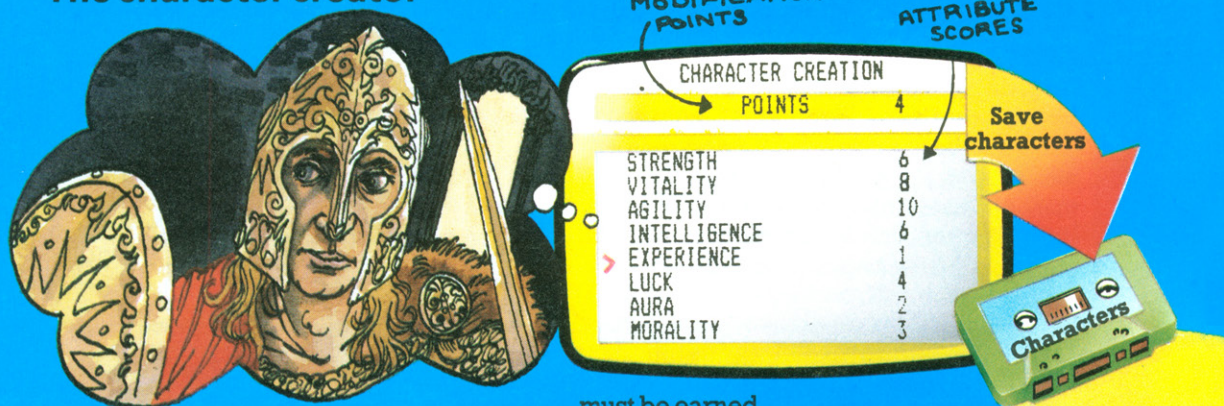 The character creator
POINTS
ATTRIBUTE
SCORES
CHARACTER CREATION
POINTS 4
STRENGTH 6
VITALITY 8
AGILITY 10
INTELLIGENCE 6
> EXPERIENCE 1
LUCK 4
AURA 2
MORALITY 3
Save
characters
Characters
must be earned